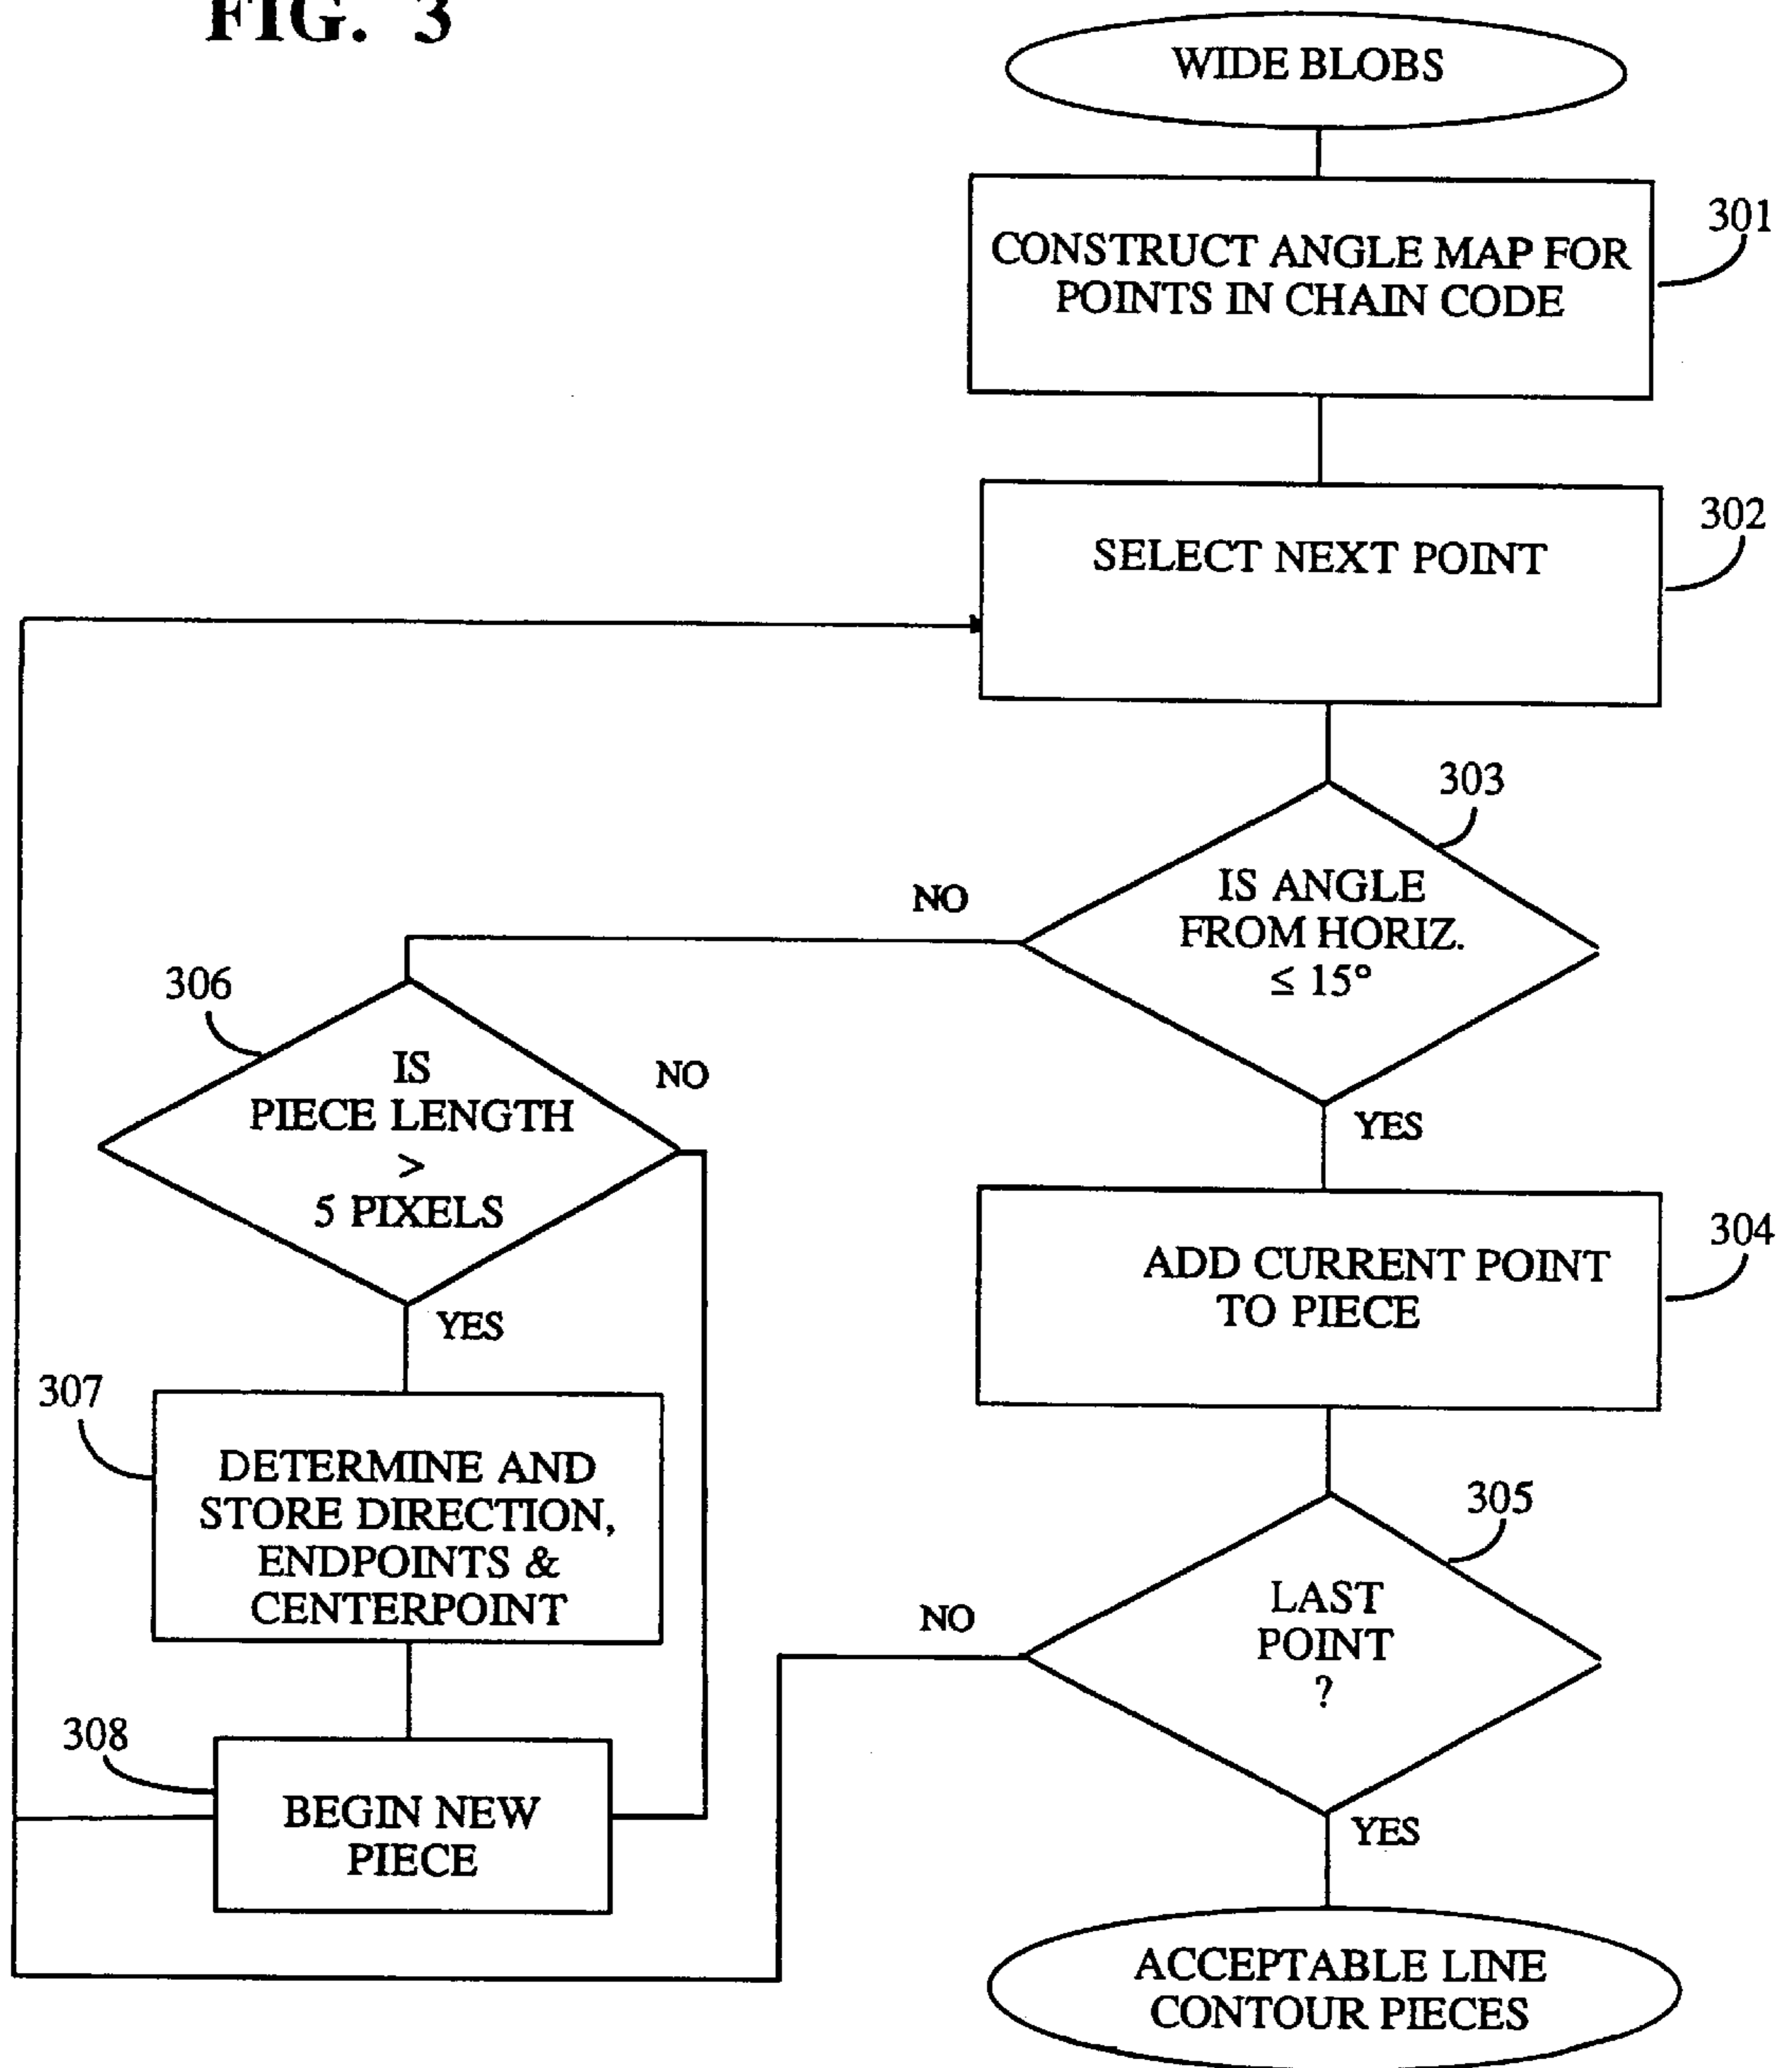 FIG. 3
WIDE BLOBS
301
CONSTRUCT ANGLE MAP FOR
POINTS IN CHAIN CODE
302
SELECT NEXT POINT
303
IS ANGLE
FROM HORIZ.
≤ 15°
NO
YES
306
IS
PIECE LENGTH
>
5 PIXELS
NO
YES
304
ADD CURRENT POINT
TO PIECE
307
DETERMINE AND
STORE DIRECTION,
ENDPOINTS &
CENTERPOINT
305
LAST
POINT
?
NO
YES
308
BEGIN NEW
PIECE
ACCEPTABLE LINE
CONTOUR PIECES